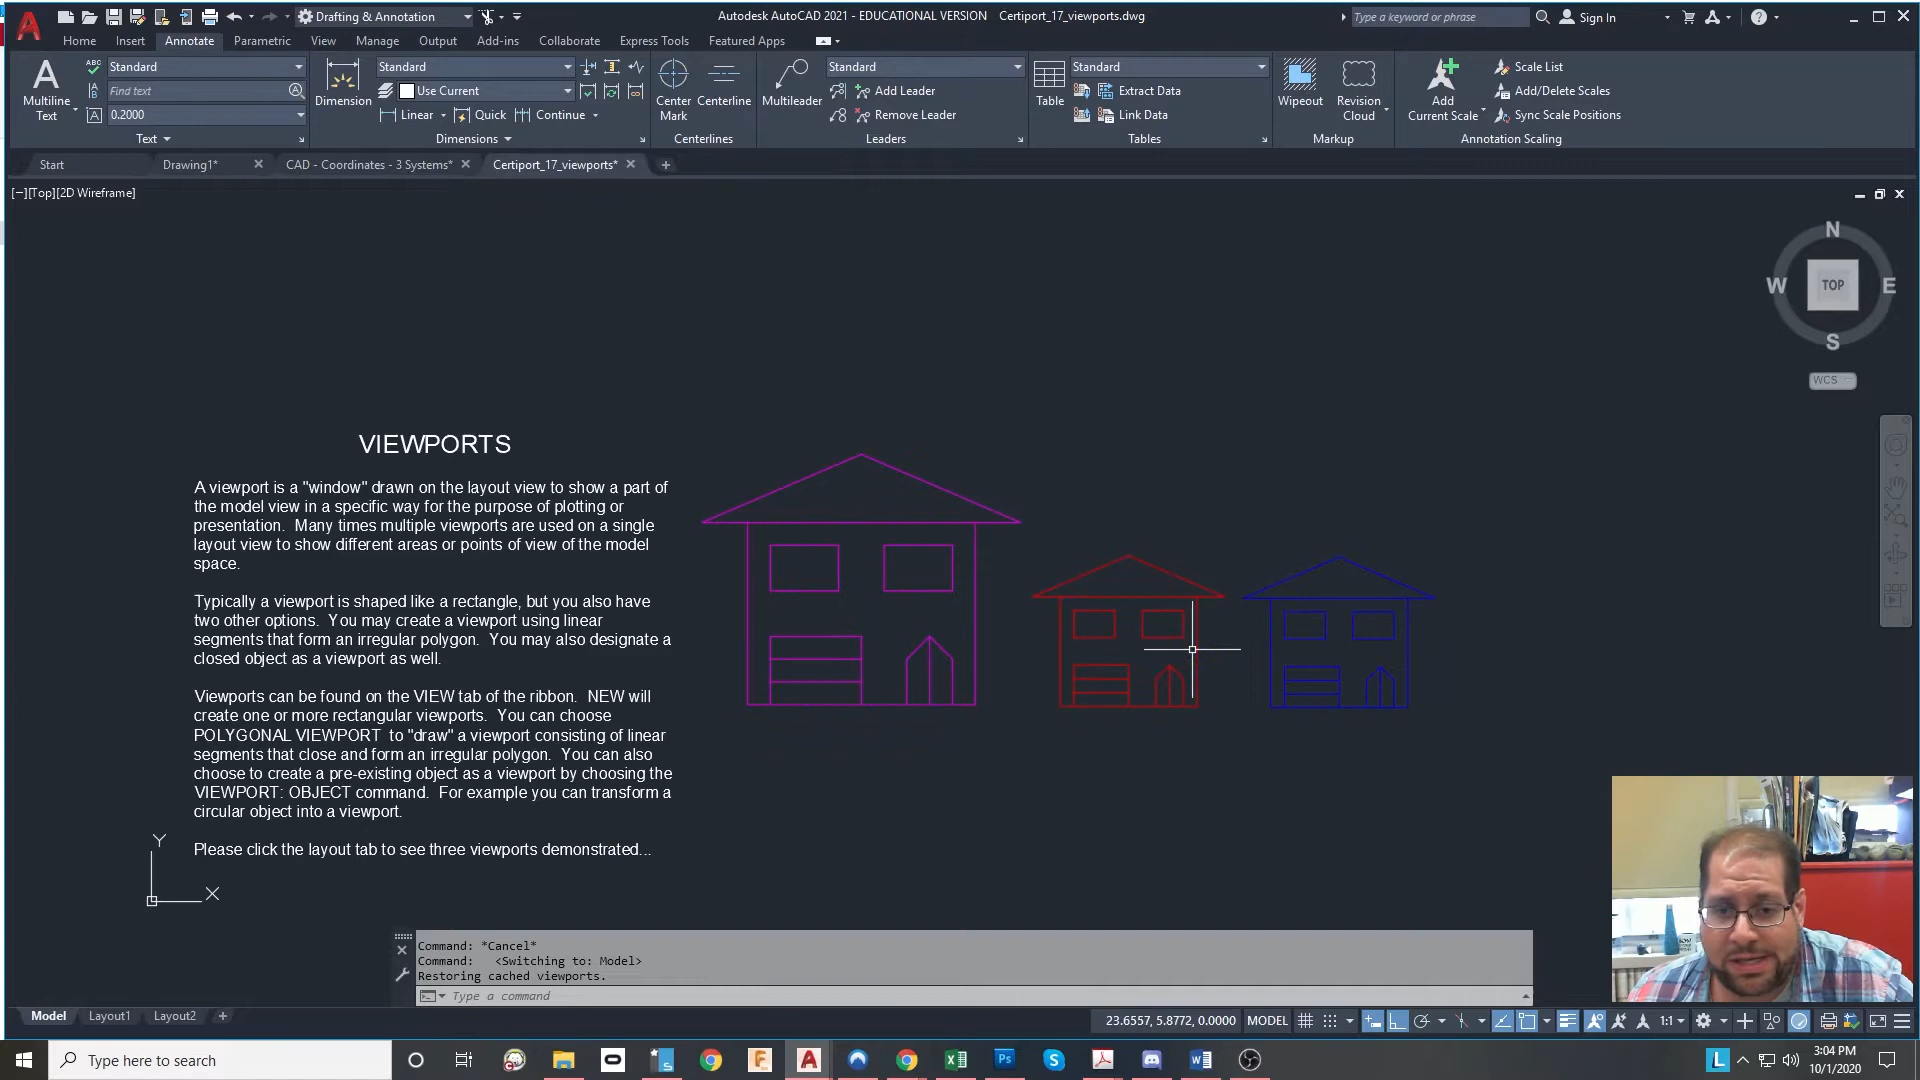 Drafting & Annotation
Autodesk AutoCAD 2021 - EDUCATIONAL VERSION Certiport_17_viewports.dwg
Type a keyword or phrase
Sign In
Home Insert Annotate Parametric View Manage Output Add-ins Collaborate Express Tools Featured Apps
A Multiline Text
ABC Standard
Find text
0.2000
Text
Dimension
Standard
Use Current
Linear Quick Continue
Dimensions
Center Mark
Centerline
Centerlines
Multileader
Standard
Add Leader
Remove Leader
Leaders
Table
Standard
Extract Data
Link Data
Tables
Wipeout
Revision Cloud
Markup
Add Current Scale
Scale List
Add/Delete Scales
Sync Scale Positions
Annotation Scaling
Start Drawing1* CAD - Coordinates - 3 Systems* Certiport_17_viewports*
[−][Top][2D Wireframe]
N
W TOP E
S
WCS
VIEWPORTS
A viewport is a "window" drawn on the layout view to show a part of
the model view in a specific way for the purpose of plotting or
presentation. Many times multiple viewports are used on a single
layout view to show different areas or points of view of the model
space.
Typically a viewport is shaped like a rectangle, but you also have
two other options. You may create a viewport using linear
segments that form an irregular polygon. You may also designate a
closed object as a viewport as well.
Viewports can be found on the VIEW tab of the ribbon. NEW will
create one or more rectangular viewports. You can choose
POLYGONAL VIEWPORT to "draw" a viewport consisting of linear
segments that close and form an irregular polygon. You can also
choose to create a pre-existing object as a viewport by choosing the
VIEWPORT: OBJECT command. For example you can transform a
circular object into a viewport.
Please click the layout tab to see three viewports demonstrated...
Y
X
Command: *Cancel*
Command: <Switching to: Model>
Restoring cached viewports.
Type a command
Model Layout1 Layout2
23.6557, 5.8772, 0.0000 MODEL 1:1
Type here to search
3:04 PM
10/1/2020